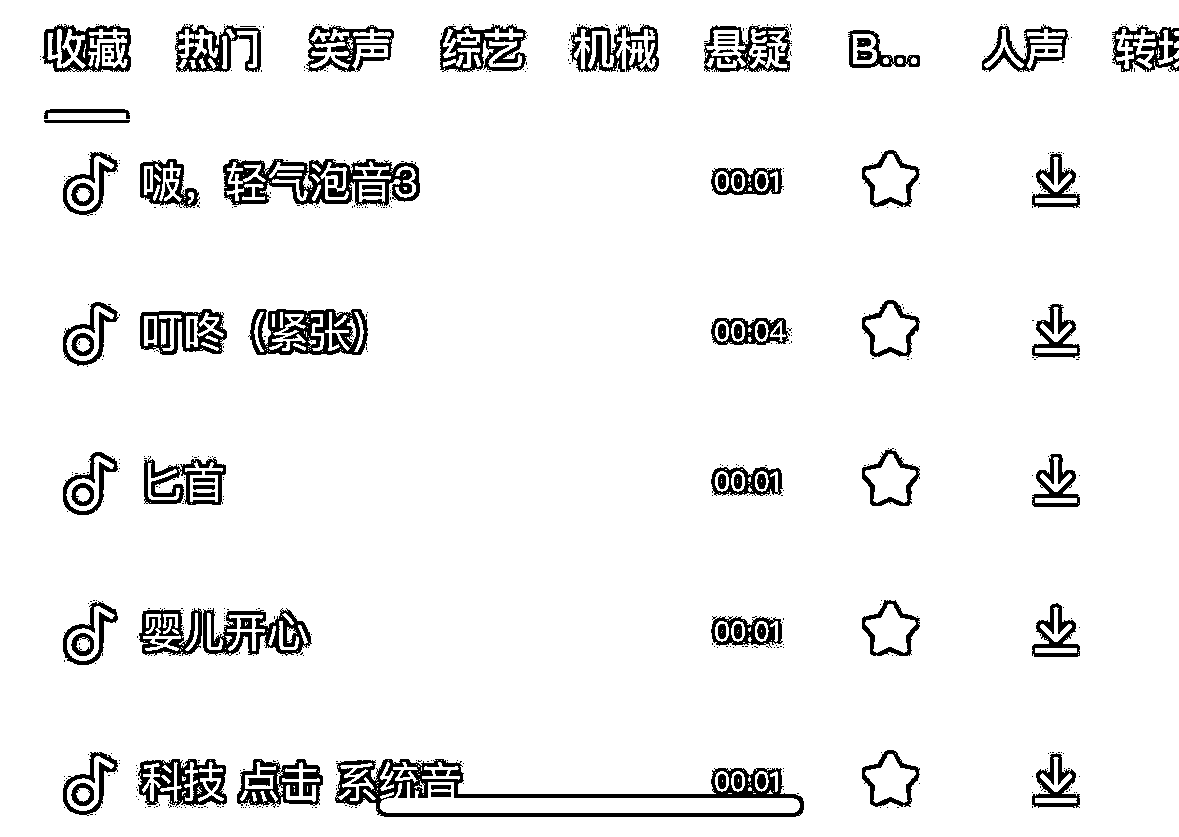 收藏 热门 笑声 综艺 机械 悬疑 B... 人声 转场
啵，轻气泡音3 00:01
叮咚（紧张） 00:04
匕首 00:01
婴儿开心 00:01
科技 点击 系统音 00:01